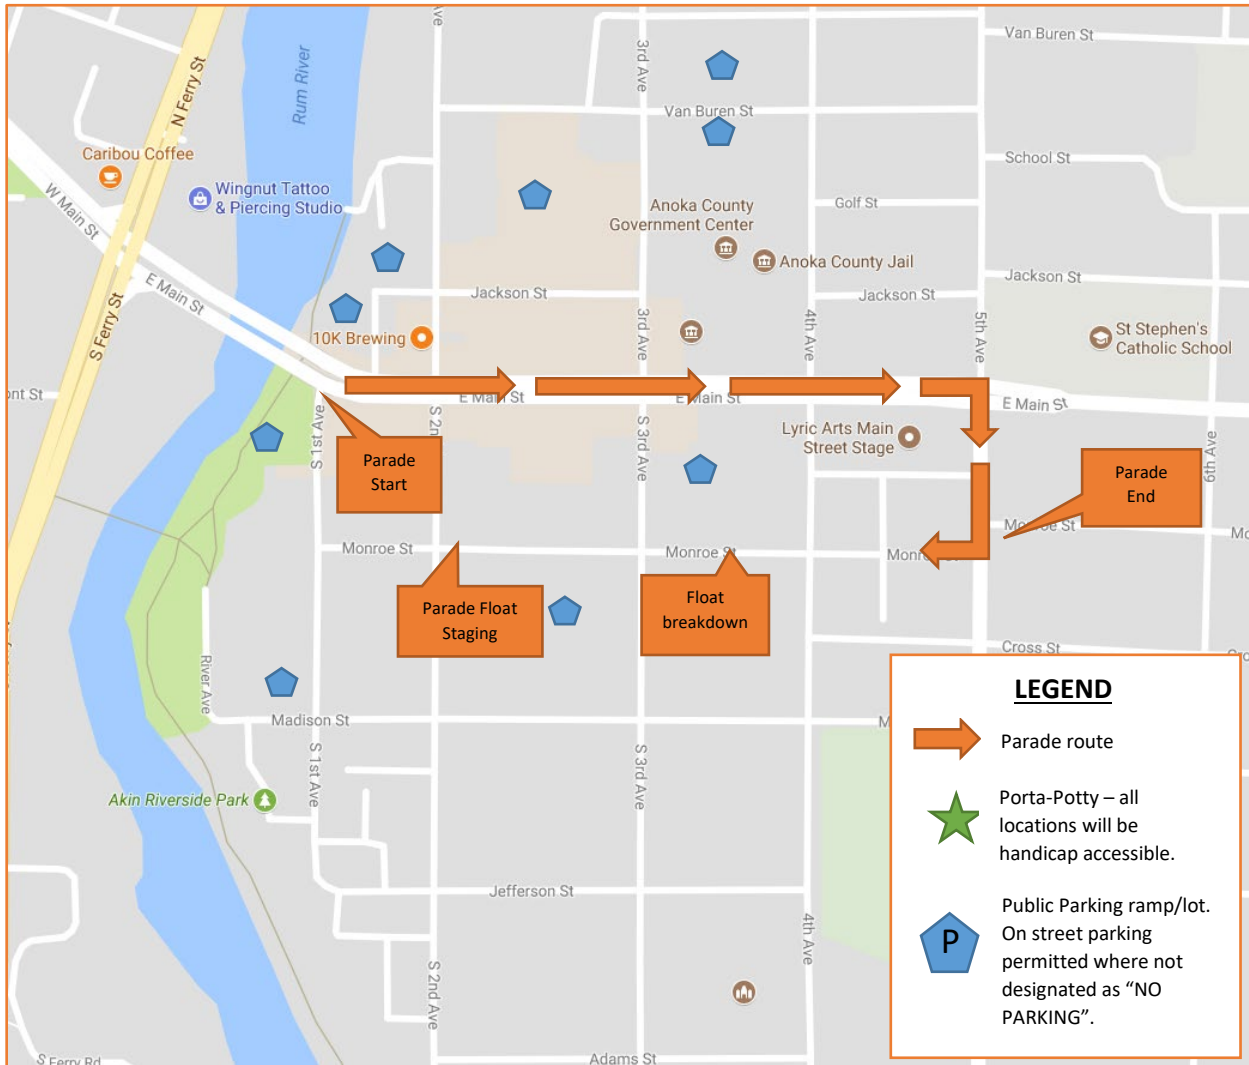 Ave
3rd Ave
Van Buren St
Rum River
N Ferry St
Van Buren St
Caribou Coffee
School St
W Main St
Wingnut Tattoo
& Piercing Studio
Anoka County
Government Center
Golf St
Anoka County Jail
E Main St
Jackson St
Jackson St
Jackson St
S Ferry St
10K Brewing
3rd Ave
4th Ave
5th Ave
St Stephen's
Catholic School
ont St
E Main St
E Main St
E Main St
S 1st Ave
S 2n
S 3rd Ave
Lyric Arts Main
Street Stage
6th Ave
Parade
Start
Parade
End
Monroe St
Monroe St
Mon
Parade Float
Staging
Float
breakdown
Cross St
Cro
River Ave
Madison St
M
S 1st Ave
S 3rd Ave
Akin Riverside Park
Jefferson St
4th Ave
S 2nd Ave
S Ferry Rd
Adams St
LEGEND
Parade route
Porta-Potty – all
locations will be
handicap accessible.
P
Public Parking ramp/lot.
On street parking
permitted where not
designated as “NO
PARKING”.